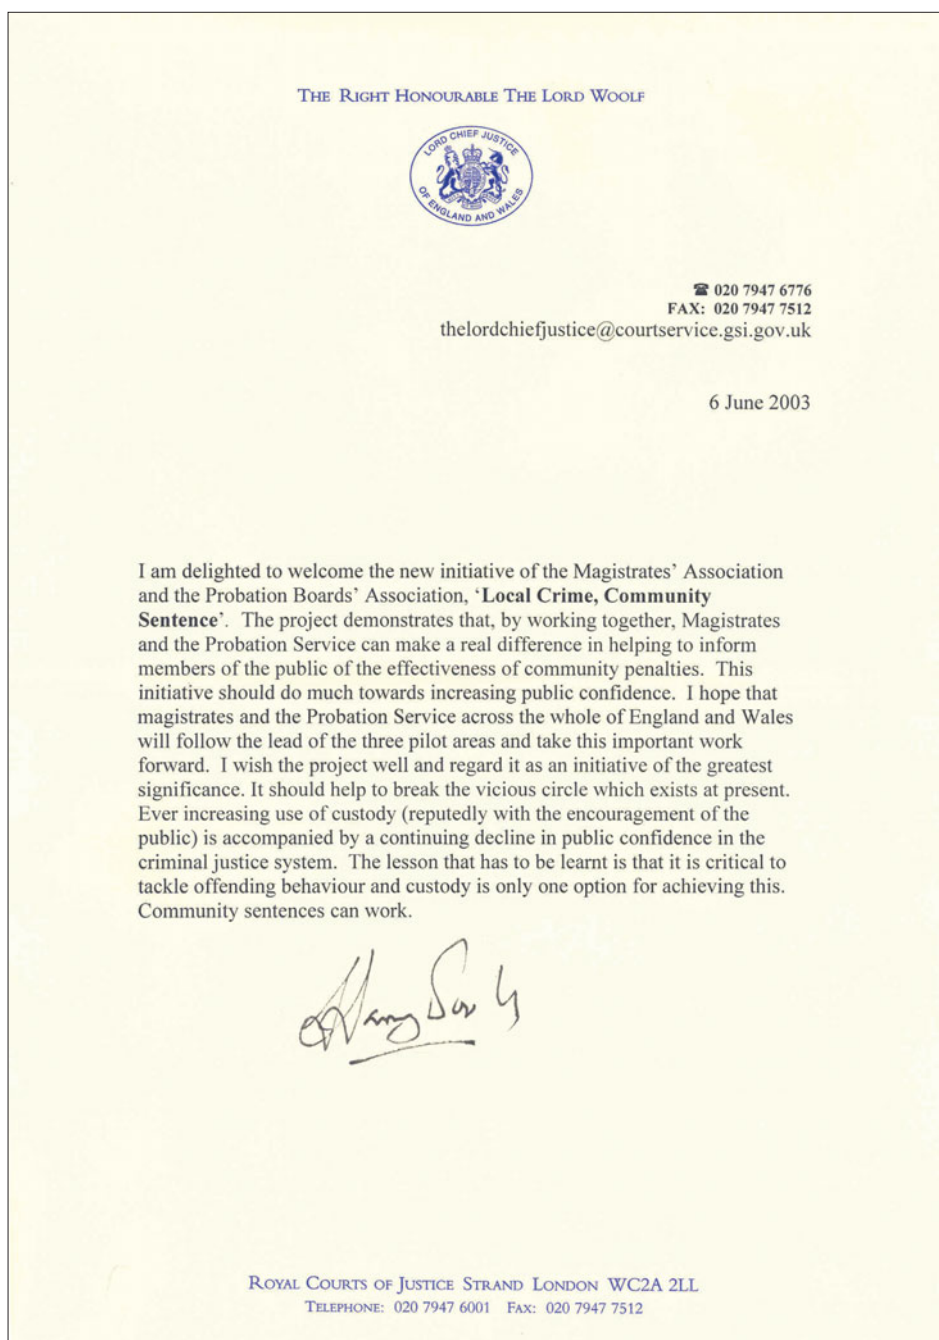 THE RIGHT HONOURABLE THE LORD WOOLF
LORD CHIEF JUSTICE
OF ENGLAND AND WALES
☎ 020 7947 6776
FAX: 020 7947 7512
thelordchiefjustice@courtservice.gsi.gov.uk
6 June 2003
I am delighted to welcome the new initiative of the Magistrates’ Association
and the Probation Boards’ Association, ‘Local Crime, Community
Sentence’. The project demonstrates that, by working together, Magistrates
and the Probation Service can make a real difference in helping to inform
members of the public of the effectiveness of community penalties. This
initiative should do much towards increasing public confidence. I hope that
magistrates and the Probation Service across the whole of England and Wales
will follow the lead of the three pilot areas and take this important work
forward. I wish the project well and regard it as an initiative of the greatest
significance. It should help to break the vicious circle which exists at present.
Ever increasing use of custody (reputedly with the encouragement of the
public) is accompanied by a continuing decline in public confidence in the
criminal justice system. The lesson that has to be learnt is that it is critical to
tackle offending behaviour and custody is only one option for achieving this.
Community sentences can work.
ROYAL COURTS OF JUSTICE STRAND LONDON WC2A 2LL
TELEPHONE: 020 7947 6001 FAX: 020 7947 7512